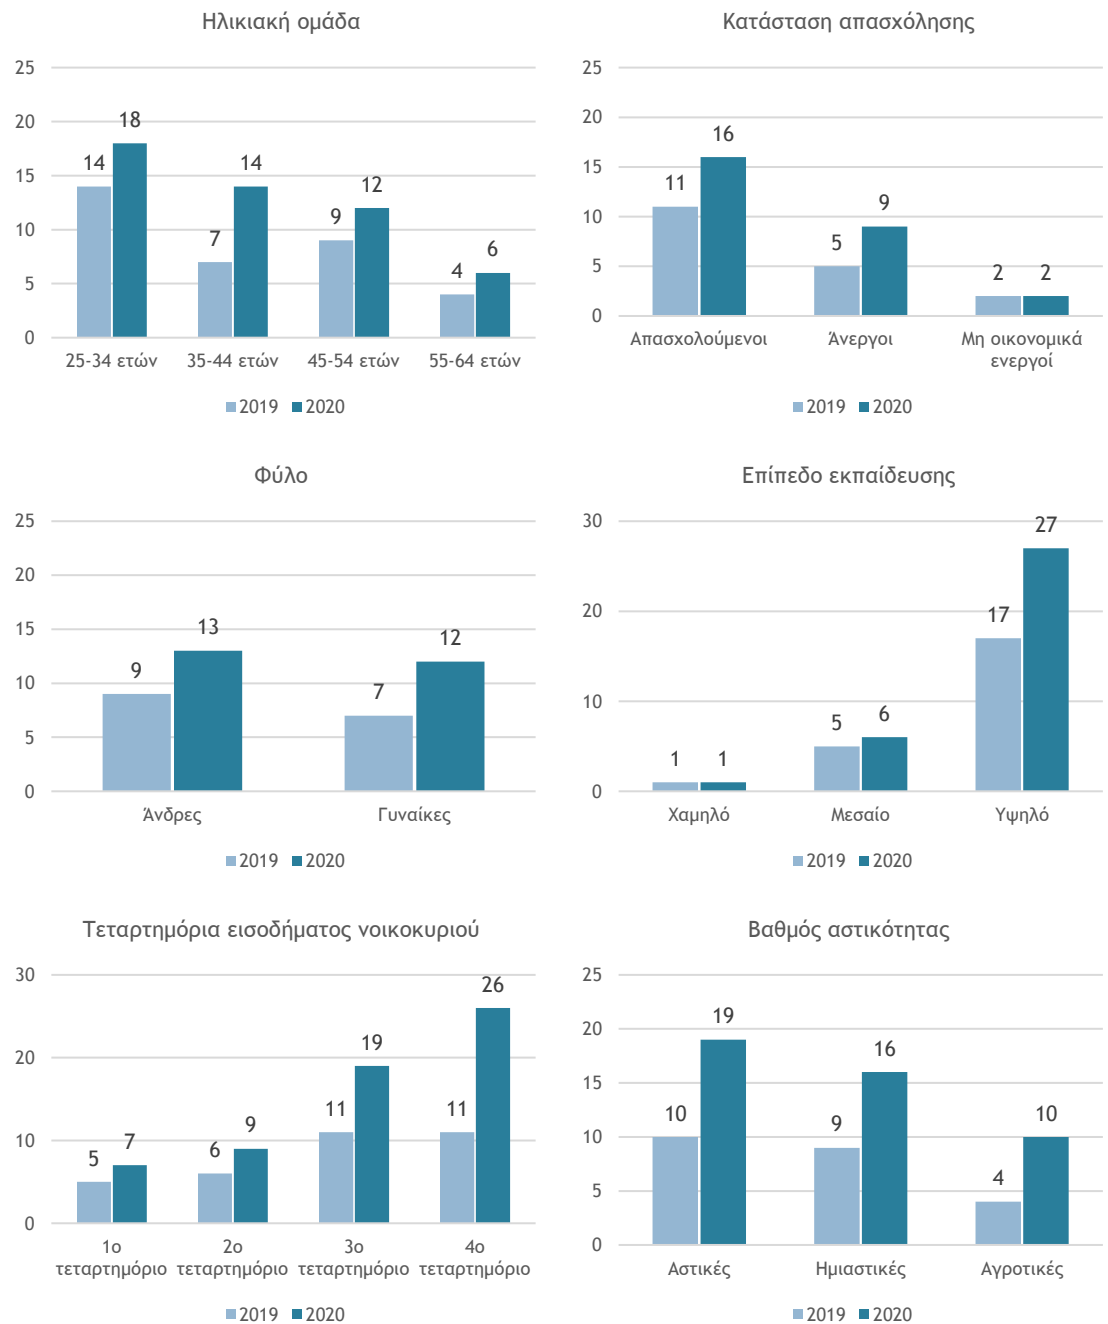 Ηλικιακή ομάδα
25
20
15
10
5
0
14
18
7
14
9
12
4
6
25-34 ετών
35-44 ετών
45-54 ετών
55-64 ετών
2019
2020
Κατάσταση απασχόλησης
25
20
15
10
5
0
11
16
5
9
2
2
Απασχολούμενοι
Άνεργοι
Μη οικονομικά
ενεργοί
2019
2020
Φύλο
25
20
15
10
5
0
9
13
7
12
Άνδρες
Γυναίκες
2019
2020
Επίπεδο εκπαίδευσης
30
20
10
0
1
1
5
6
17
27
Χαμηλό
Μεσαίο
Υψηλό
2019
2020
Τεταρτημόρια εισοδήματος νοικοκυριού
30
20
10
0
5
7
6
9
11
19
11
26
1ο
τεταρτημόριο
2ο
τεταρτημόριο
3ο
τεταρτημόριο
4ο
τεταρτημόριο
2019
2020
Βαθμός αστικότητας
25
20
15
10
5
0
10
19
9
16
4
10
Αστικές
Ημιαστικές
Αγροτικές
2019
2020